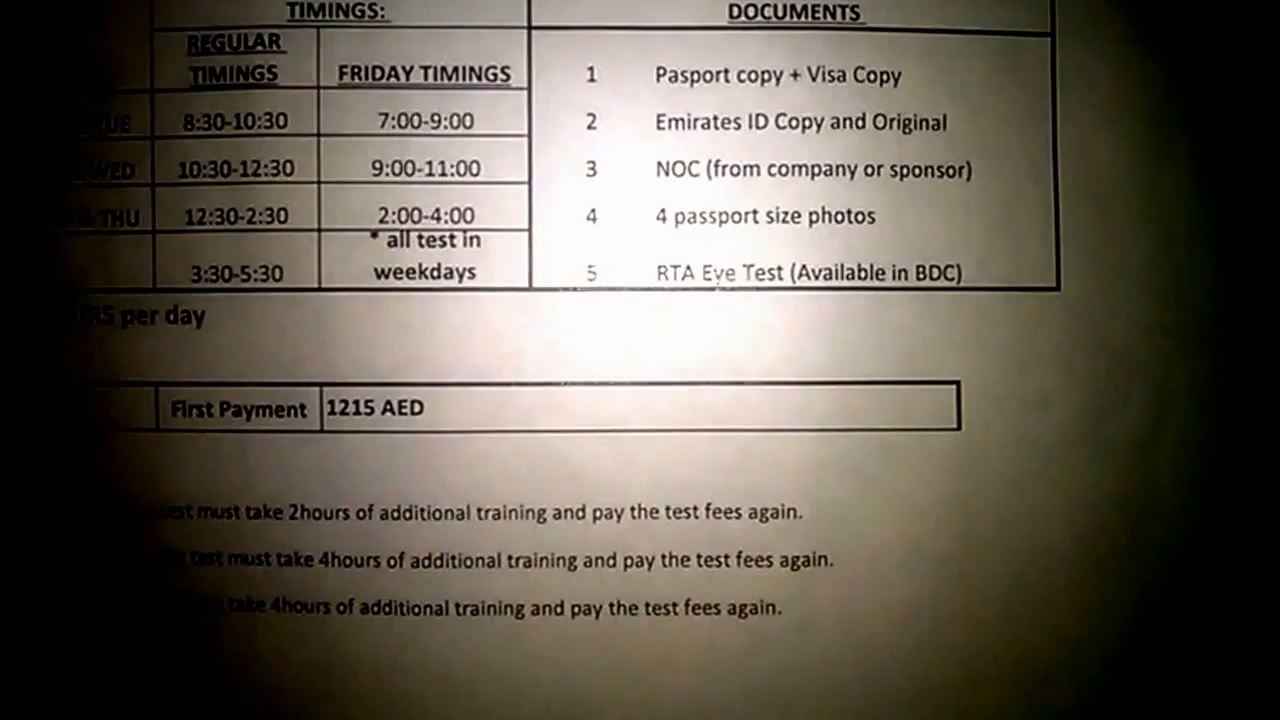 TIMINGS: DOCUMENTS
REGULAR
TIMINGS FRIDAY TIMINGS 1 Pasport copy + Visa Copy
8:30-10:30 7:00-9:00 2 Emirates ID Copy and Original
WED 10:30-12:30 9:00-11:00 3 NOC (from company or sponsor)
THU 12:30-2:30 2:00-4:00 4 4 passport size photos
* all test in
3:30-5:30 weekdays 5 RTA Eye Test (Available in BDC)
per day
First Payment 1215 AED
test must take 2hours of additional training and pay the test fees again.
test must take 4hours of additional training and pay the test fees again.
take 4hours of additional training and pay the test fees again.